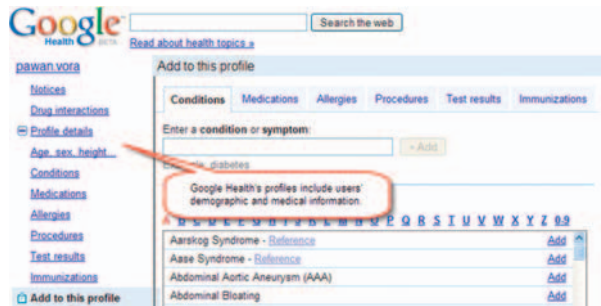 Google
Health BETA
Search the web
Read about health topics »
pawan.vora
Notices
Drug interactions
Profile details
Age, sex, height...
Conditions
Medications
Allergies
Procedures
Test results
Immunizations
Add to this profile
Add to this profile
Conditions Medications Allergies Procedures Test results Immunizations
Enter a condition or symptom:
+ Add
diabetes
Google Health's profiles include users'
demographic and medical information.
O P Q R S T U V W X Y Z 0-9
Aarskog Syndrome - Reference Add
Aase Syndrome - Reference Add
Abdominal Aortic Aneurysm (AAA) Add
Abdominal Bloating Add